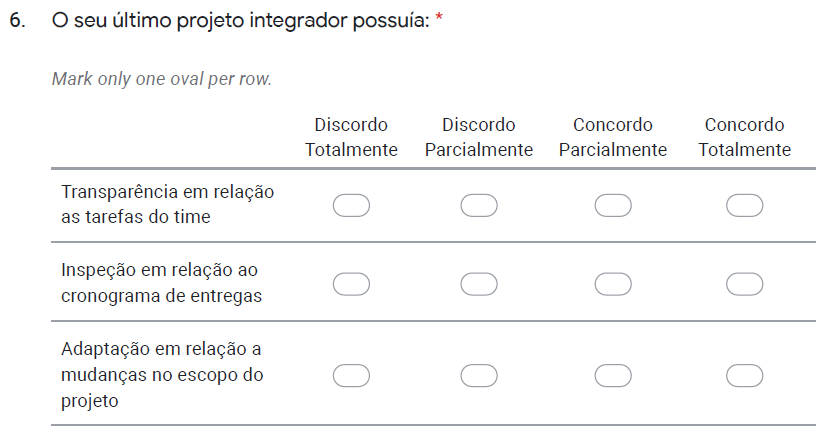 6. O seu último projeto integrador possuía: *
Mark only one oval per row.
Discordo Totalmente
Discordo Parcialmente
Concordo Parcialmente
Concordo Totalmente
Transparência em relação
as tarefas do time
Inspeção em relação ao
cronograma de entregas
Adaptação em relação a
mudanças no escopo do
projeto